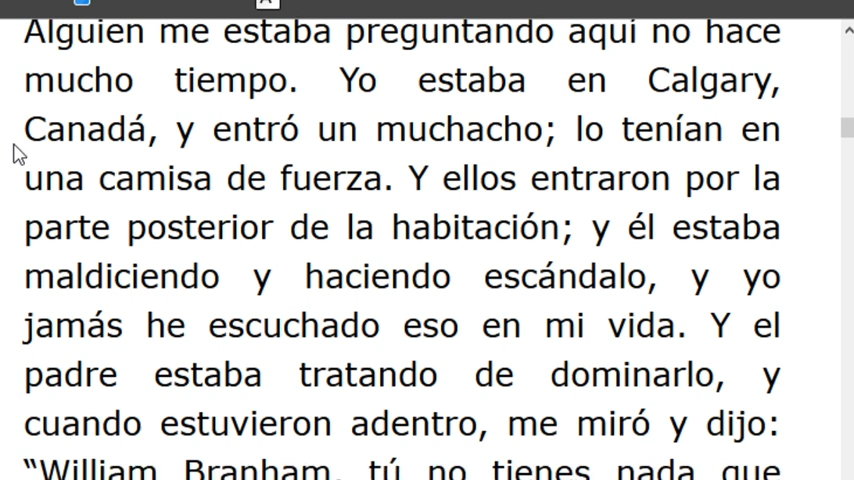 Alguien me estaba preguntando aquí no hace
mucho tiempo. Yo estaba en Calgary,
Canadá, y entró un muchacho; lo tenían en
una camisa de fuerza. Y ellos entraron por la
parte posterior de la habitación; y él estaba
maldiciendo y haciendo escándalo, y yo
jamás he escuchado eso en mi vida. Y el
padre estaba tratando de dominarlo, y
cuando estuvieron adentro, me miró y dijo:
“William Branham, tú no tienes nada que